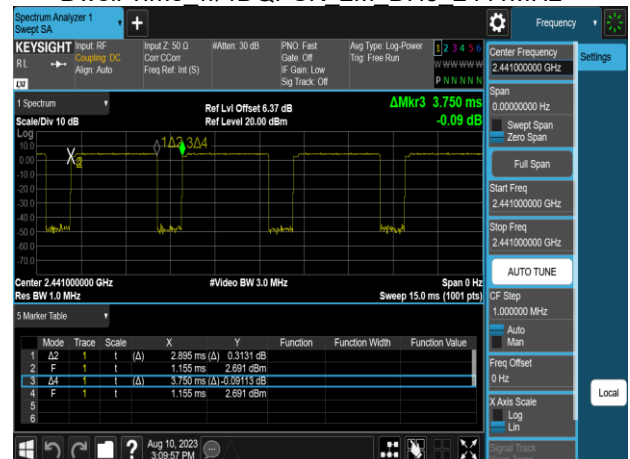 Spectrum Analyzer 1
Swept SA
Frequency
KEYSIGHT
RL
LXI
Input: RF
Coupling: DC
Align: Auto
Input Z: 50 Ω
Corr CCorr
Freq Ref: Int (S)
#Atten: 30 dB
PNO: Fast
Gate: Off
IF Gain: Low
Sig Track: Off
Avg Type: Log-Power
Trig: Free Run
1 2 3 4 5 6
W W W W W W
P N N N N N
Center Frequency
2.441000000 GHz
Settings
Span
0.00000000 Hz
Swept Span
Zero Span
Full Span
Start Freq
2.441000000 GHz
Stop Freq
2.441000000 GHz
AUTO TUNE
CF Step
1.000000 MHz
Auto
Man
Freq Offset
0 Hz
X Axis Scale
Log
Lin
Signal Track
Local
1 Spectrum
Scale/Div 10 dB
Ref Lvl Offset 6.37 dB
Ref Level 20.00 dBm
ΔMkr3 3.750 ms
-0.09 dB
Log
10.0
0.00
-10.0
-20.0
-30.0
-40.0
-50.0
-60.0
-70.0
1Δ2 3Δ4
Center 2.441000000 GHz
Res BW 1.0 MHz
#Video BW 3.0 MHz
Span 0 Hz
Sweep 15.0 ms (1001 pts)
5 Marker Table
Mode Trace Scale X Y Function Function Width Function Value
1 Δ2 1 t (Δ) 2.895 ms (Δ) 0.3131 dB
2 F 1 t 1.155 ms 2.691 dBm
3 Δ4 1 t (Δ) 3.750 ms (Δ) -0.09113 dB
4 F 1 t 1.155 ms 2.691 dBm
5
6
Aug 10, 2023
3:09:57 PM